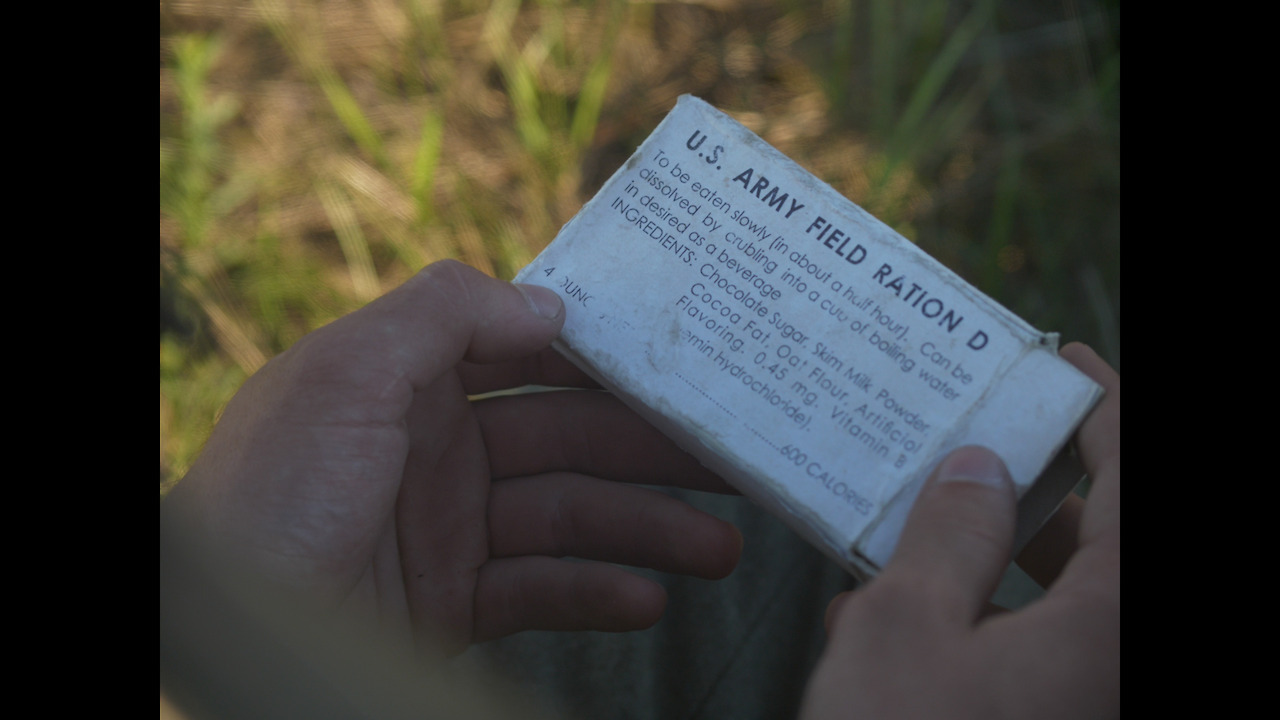 U.S. ARMY FIELD RATION D
To be eaten slowly (in about a half hour). Can be
dissolved by crubling into a cup of boiling water
in desired as a beverage
INGREDIENTS: Chocolate Sugar, Skim Milk, Powder,
Cocoa Fat, Oat Flour, Artificial
Flavoring. 0.45 mg. Vitamin B
hydrochloride).
4 600 CALORIES